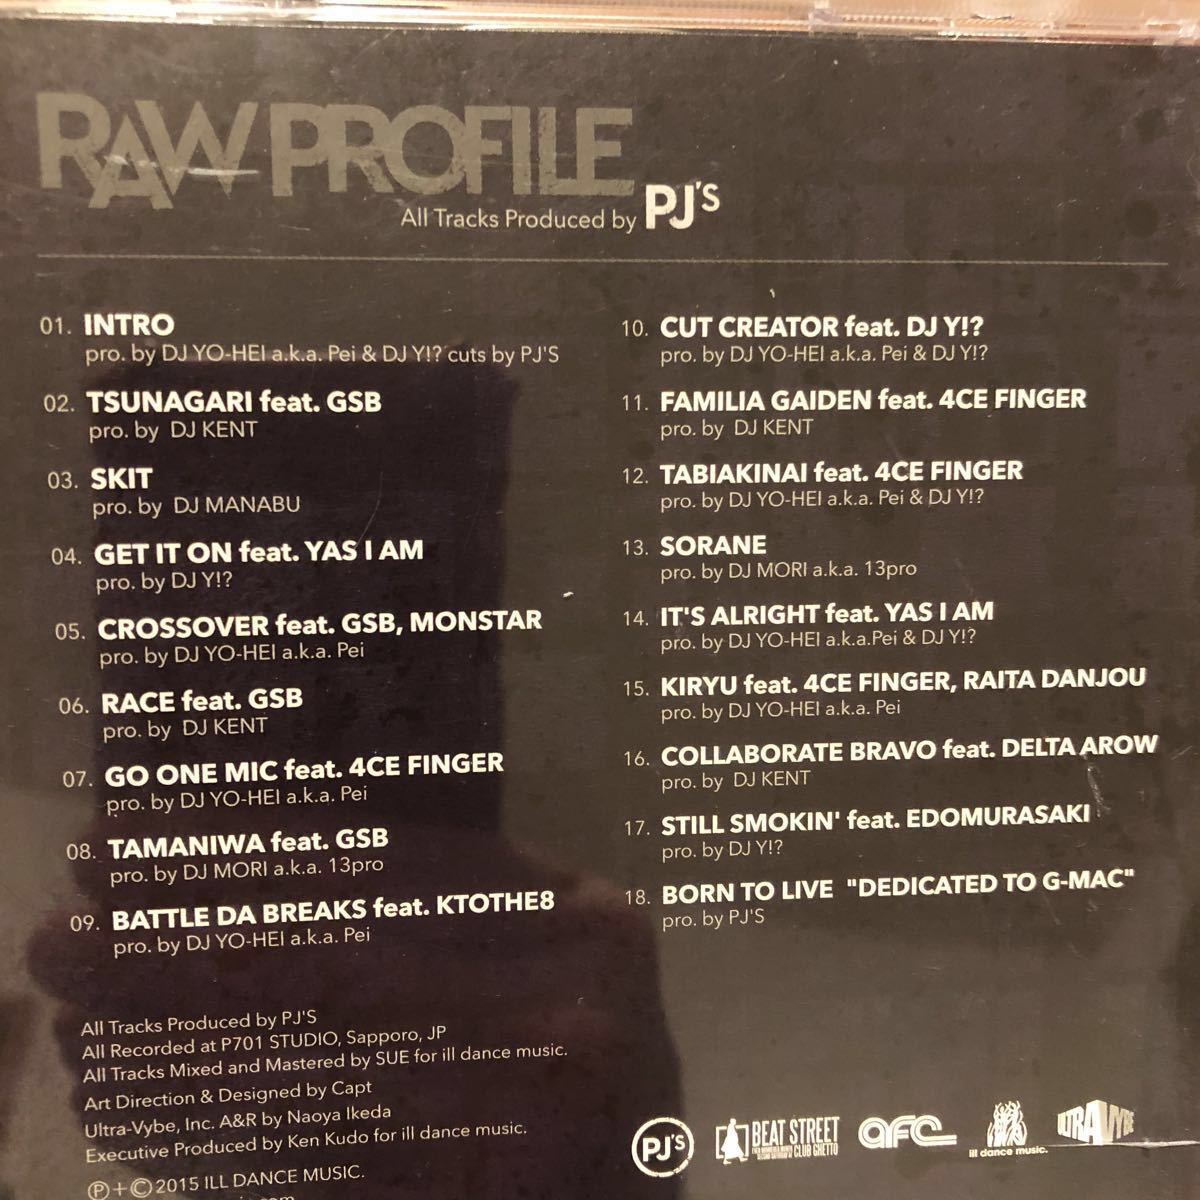 RAW PROFILE
All Tracks Produced by PJ'S
01. INTRO
pro. by DJ YO-HEI a.k.a. Pei & DJ Y!? cuts by PJ'S
02. TSUNAGARI feat. GSB
pro. by DJ KENT
03. SKIT
pro. by DJ MANABU
04. GET IT ON feat. YAS I AM
pro. by DJ Y!?
05. CROSSOVER feat. GSB, MONSTAR
pro. by DJ YO-HEI a.k.a. Pei
06. RACE feat. GSB
pro. by DJ KENT
07. GO ONE MIC feat. 4CE FINGER
pro. by DJ YO-HEI a.k.a. Pei
08. TAMANIWA feat. GSB
pro. by DJ MORI a.k.a. 13pro
09. BATTLE DA BREAKS feat. KTOTHE8
pro. by DJ YO-HEI a.k.a. Pei
10. CUT CREATOR feat. DJ Y!?
pro. by DJ YO-HEI a.k.a. Pei & DJ Y!?
11. FAMILIA GAIDEN feat. 4CE FINGER
pro. by DJ KENT
12. TABIAKINAI feat. 4CE FINGER
pro. by DJ YO-HEI a.k.a. Pei & DJ Y!?
13. SORANE
pro. by DJ MORI a.k.a. 13pro
14. IT'S ALRIGHT feat. YAS I AM
pro. by DJ YO-HEI a.k.a.Pei & DJ Y!?
15. KIRYU feat. 4CE FINGER, RAITA DANJOU
pro. by DJ YO-HEI a.k.a. Pei
16. COLLABORATE BRAVO feat. DELTA AROW
pro. by DJ KENT
17. STILL SMOKIN' feat. EDOMURASAKI
pro. by DJ Y!?
18. BORN TO LIVE "DEDICATED TO G-MAC"
pro. by PJ'S
All Tracks Produced by PJ'S
All Recorded at P701 STUDIO, Sapporo, JP
All Tracks Mixed and Mastered by SUE for ill dance music.
Art Direction & Designed by Capt
Ultra-Vybe, Inc. A&R by Naoya Ikeda
Executive Produced by Ken Kudo for ill dance music.
Ⓟ+©2015 ILL DANCE MUSIC.
PJ'S
BEAT STREET
CLUB GHETTO
afc
ill dance music.
ULTRA VYBE